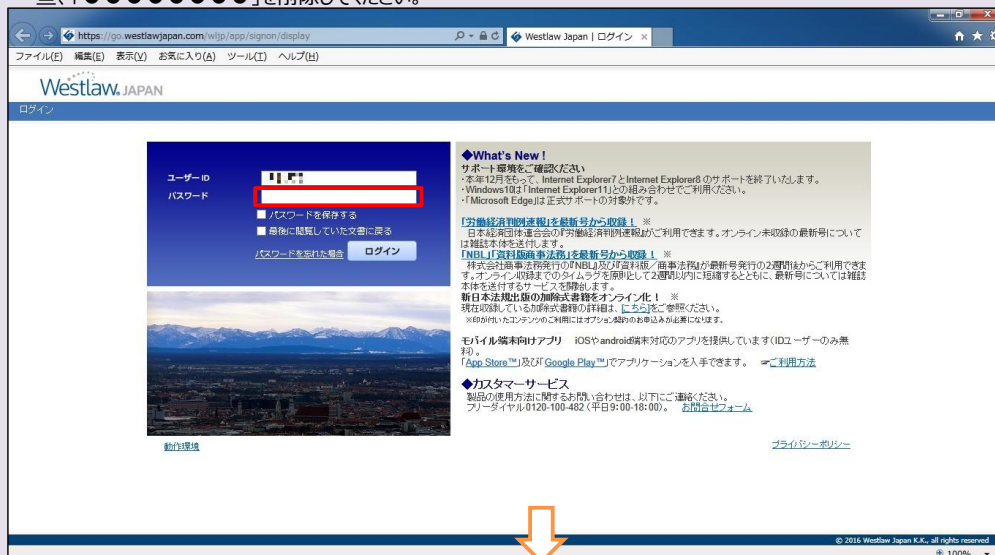 「●●●●●●●●」を削除してください。
https://go.westlawjapan.com/wljp/app/signon/display
Westlaw Japan | ログイン ×
ファイル(F) 編集(E) 表示(V) お気に入り(A) ツール(T) ヘルプ(H)
Westlaw. JAPAN
ログイン
ユーザー ID
パスワード
パスワードを保存する
最後に閲覧していた文書に戻る
パスワードを忘れた場合 ログイン
動作環境
◆What's New !
サポート環境をご確認ください
・本年12月をもって、Internet Explorer7とInternet Explorer8 のサポートを終了いたします。
・Windows10は「Internet Explorer11」との組み合わせでご利用ください。
・「Microsoft Edge」は正式サポートの対象外です。
「労働経済判例速報」を最新号から収録！ ※
日本経済団体連合会の『労働経済判例速報』がご利用できます。オンライン未収録の最新号について
は雑誌本体を送付します。
「NBL」「資料版商事法務」を最新号から収録！ ※
株式会社商事法務発行の『NBL』及び『資料版／商事法務』が最新号発行の2週間後からご利用できま
す。オンライン収録までのタイムラグを原則として2週間以内に短縮するとともに、最新号については雑誌
本体を送付するサービスを開始します。
新日本法規出版の加除式書籍をオンライン化！ ※
現在収録している加除式書籍の詳細は、[こちら]をご参照ください。
※印が付いたコンテンツのご利用にはオプション契約のお申込みが必要になります。
モバイル端末向けアプリ iOSやandroid端末対応のアプリを提供しています(IDユーザーのみ無
料)。
「App Store™」及び「Google Play™」でアプリケーションを入手できます。 ☞ご利用方法
◆カスタマーサービス
製品の使用方法に関するお問い合わせは、以下にご連絡ください。
フリーダイヤル0120-100-482 (平日9:00-18:00)。 お問合せフォーム
プライバシーポリシー
© 2016 Westlaw Japan K.K., all rights reserved
100%